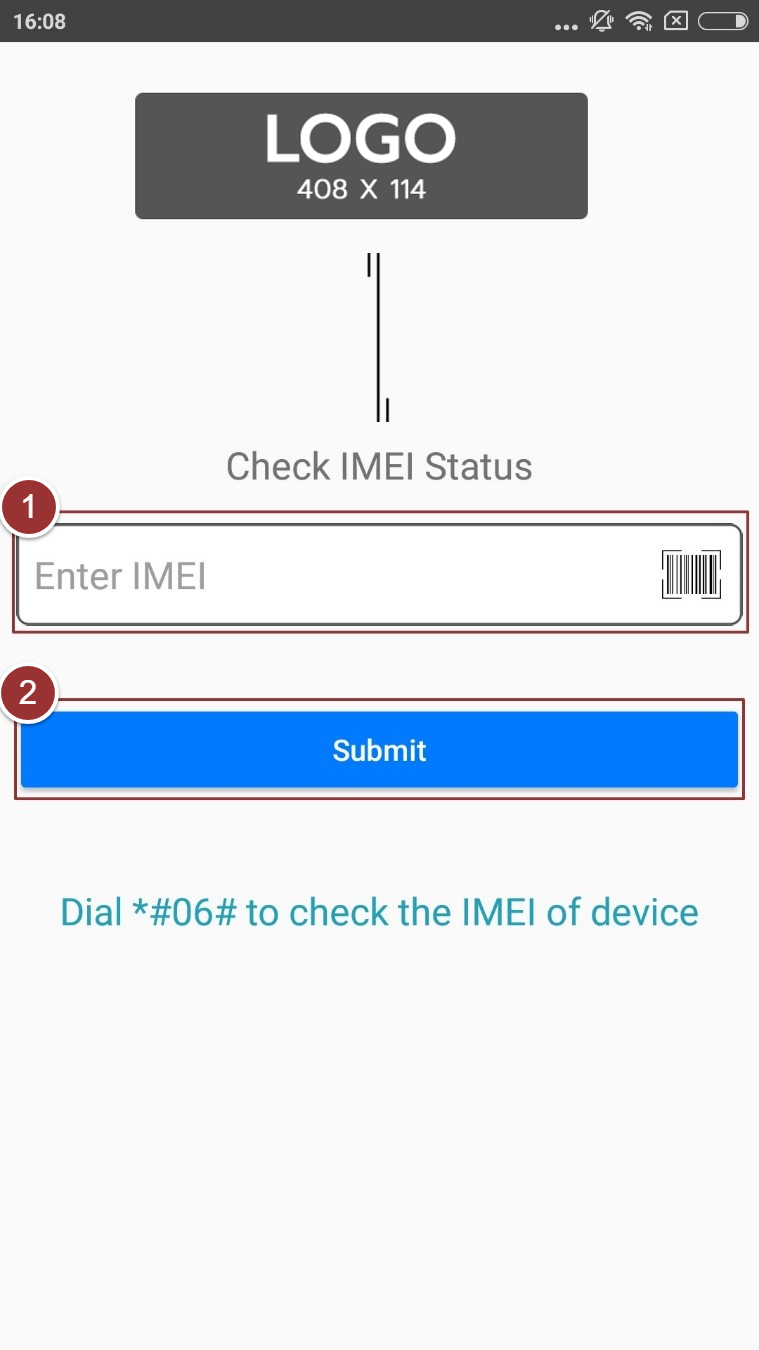 16:08
LOGO
408 X 114
Check IMEI Status
1
Enter IMEI
2
Submit
Dial *#06# to check the IMEI of device